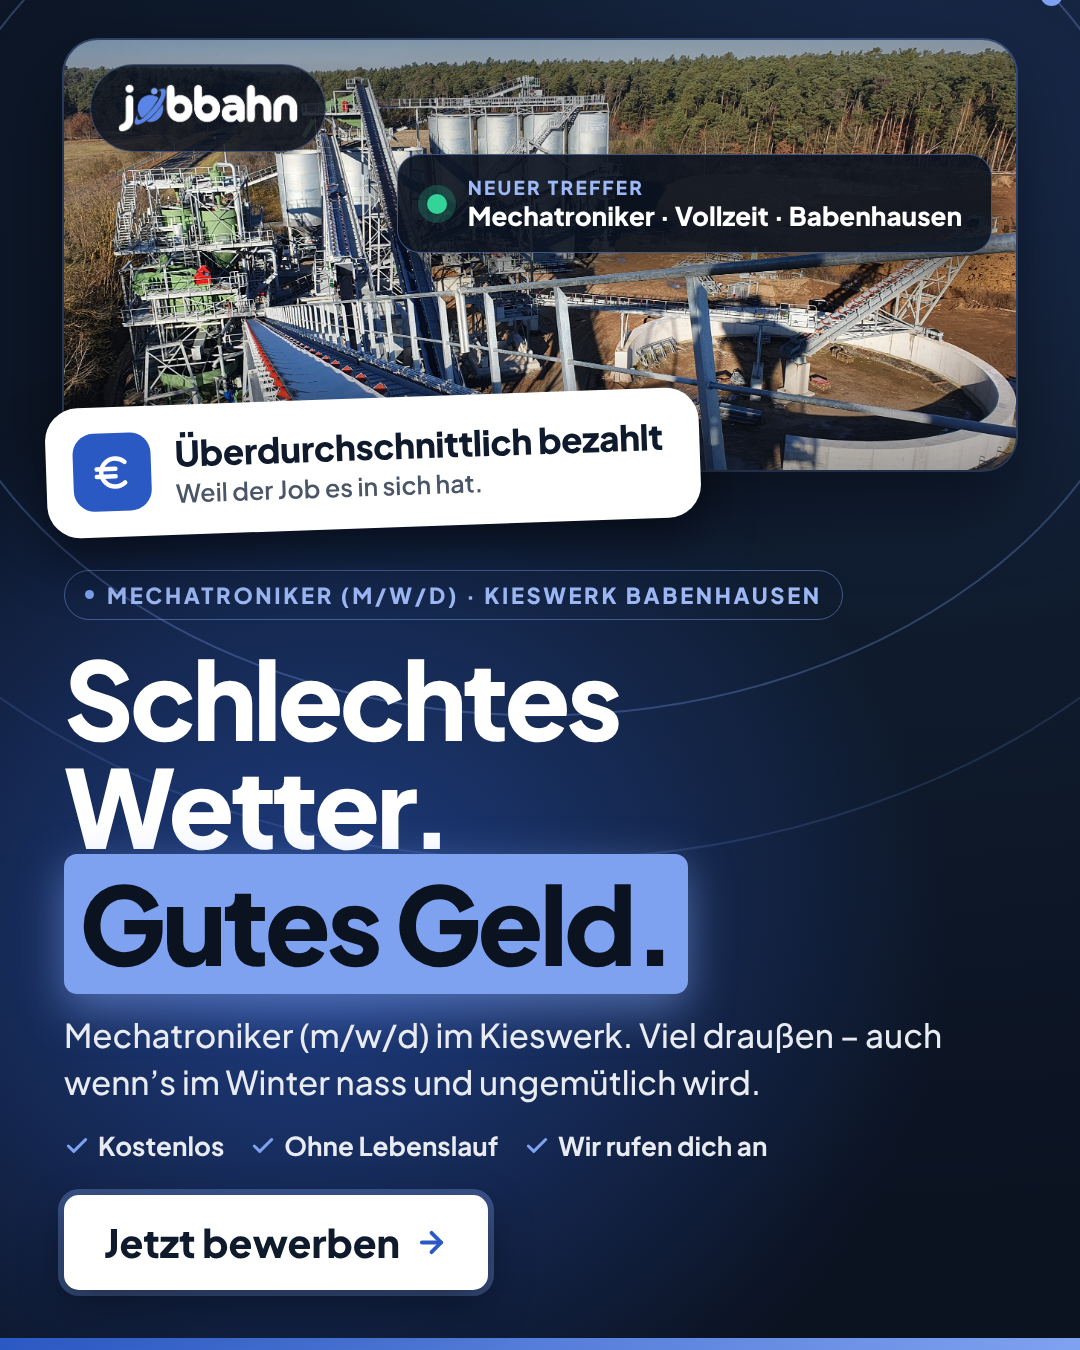 jobbahn
NEUER TREFFER
Mechatroniker · Vollzeit · Babenhausen
€
Überdurchschnittlich bezahlt
Weil der Job es in sich hat.
• MECHATRONIKER (M/W/D) · KIESWERK BABENHAUSEN
Schlechtes
Wetter.
Gutes Geld.
Mechatroniker (m/w/d) im Kieswerk. Viel draußen – auch
wenn’s im Winter nass und ungemütlich wird.
✓ Kostenlos ✓ Ohne Lebenslauf ✓ Wir rufen dich an
Jetzt bewerben →